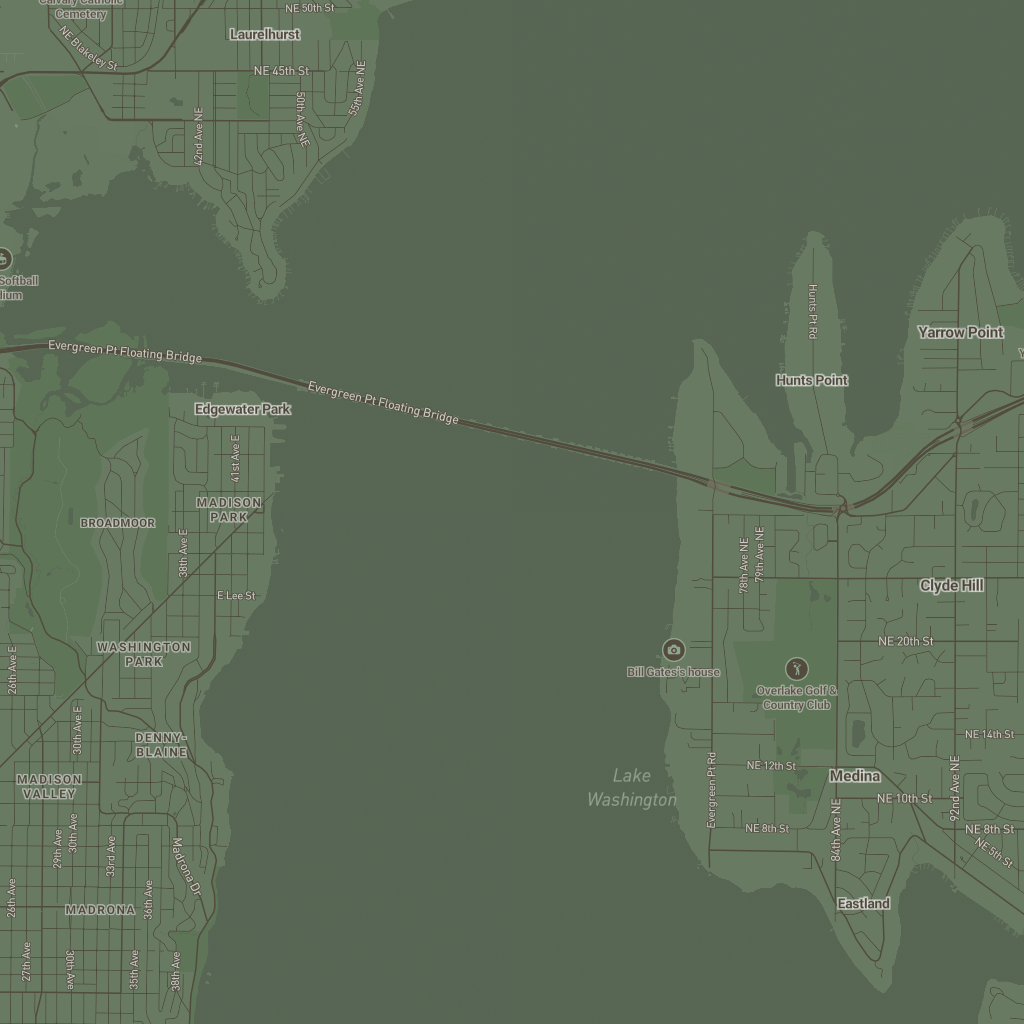 Calvary Catholic
Cemetery
NE 50th St
Laurelhurst
NE Blakeley St
NE 45th St
55th Ave NE
50th Ave NE
42nd Ave NE
Softball
Hunts Pt Rd
Yarrow Point
Hunts Point
Evergreen Pt Floating Bridge
Evergreen Pt Floating Bridge
Edgewater Park
41st Ave E
MADISON
PARK
BROADMOOR
38th Ave E
78th Ave NE
79th Ave NE
Clyde Hill
E Lee St
NE 20th St
WASHINGTON
PARK
26th Ave E
Bill Gates's house
Overlake Golf &
Country Club
30th Ave E
DENNY-
BLAINE
NE 14th St
MADISON
VALLEY
Lake
Washington
NE 12th St
Medina
Evergreen Pt Rd
92nd Ave NE
NE 10th St
NE 8th St
84th Ave NE
NE 8th St
NE 5th St
29th Ave
30th Ave
33rd Ave
Madrona Dr
26th Ave
36th Ave
MADRONA
Eastland
27th Ave
30th Ave
35th Ave
38th Ave